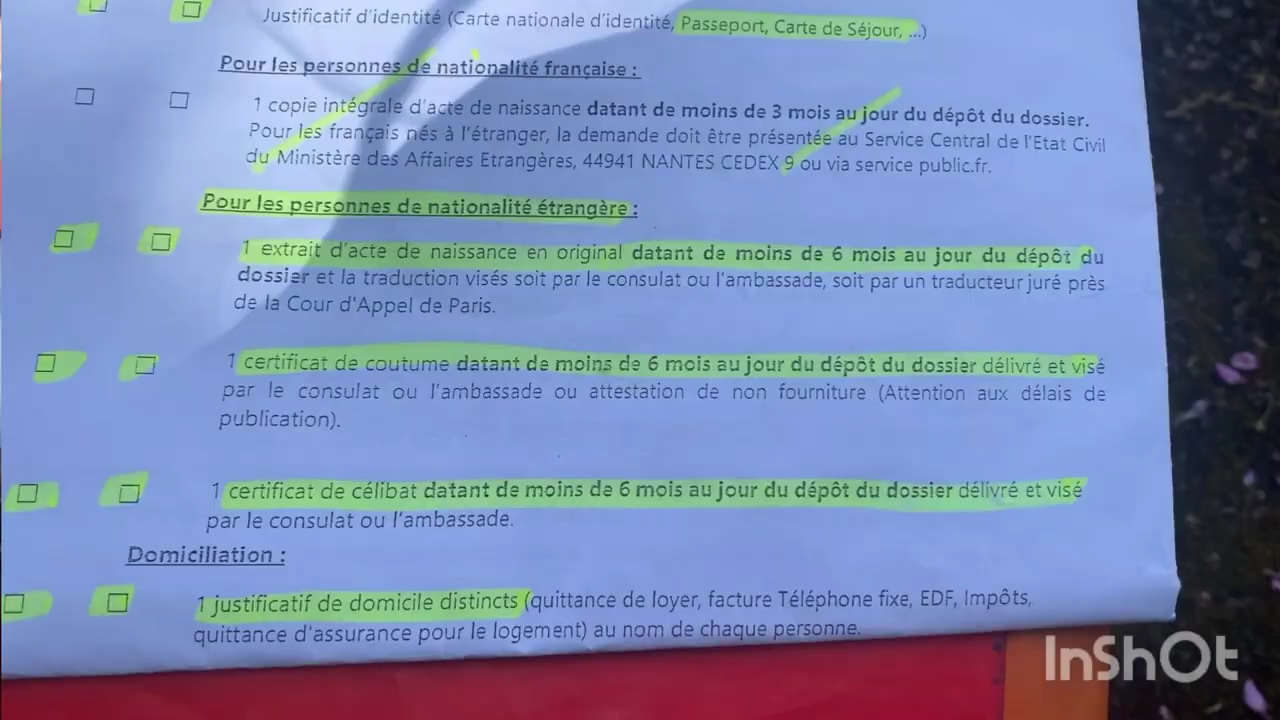 Justificatif d'identité (Carte nationale d'identité, Passeport, Carte de Séjour, ...)
Pour les personnes de nationalité française :
1 copie intégrale d'acte de naissance datant de moins de 3 mois au jour du dépôt du dossier.
Pour les français nés à l'étranger, la demande doit être présentée au Service Central de l'Etat Civil
du Ministère des Affaires Etrangères, 44941 NANTES CEDEX 9 ou via service public.fr.
Pour les personnes de nationalité étrangère :
1 extrait d'acte de naissance en original datant de moins de 6 mois au jour du dépôt du
dossier et la traduction visés soit par le consulat ou l'ambassade, soit par un traducteur juré près
de la Cour d'Appel de Paris.
1 certificat de coutume datant de moins de 6 mois au jour du dépôt du dossier délivré et visé
par le consulat ou l'ambassade ou attestation de non fourniture (Attention aux délais de
publication).
1 certificat de célibat datant de moins de 6 mois au jour du dépôt du dossier délivré et visé
par le consulat ou l'ambassade.
Domiciliation :
1 justificatif de domicile distincts (quittance de loyer, facture Téléphone fixe, EDF, Impôts,
quittance d'assurance pour le logement) au nom de chaque personne.
InShOt